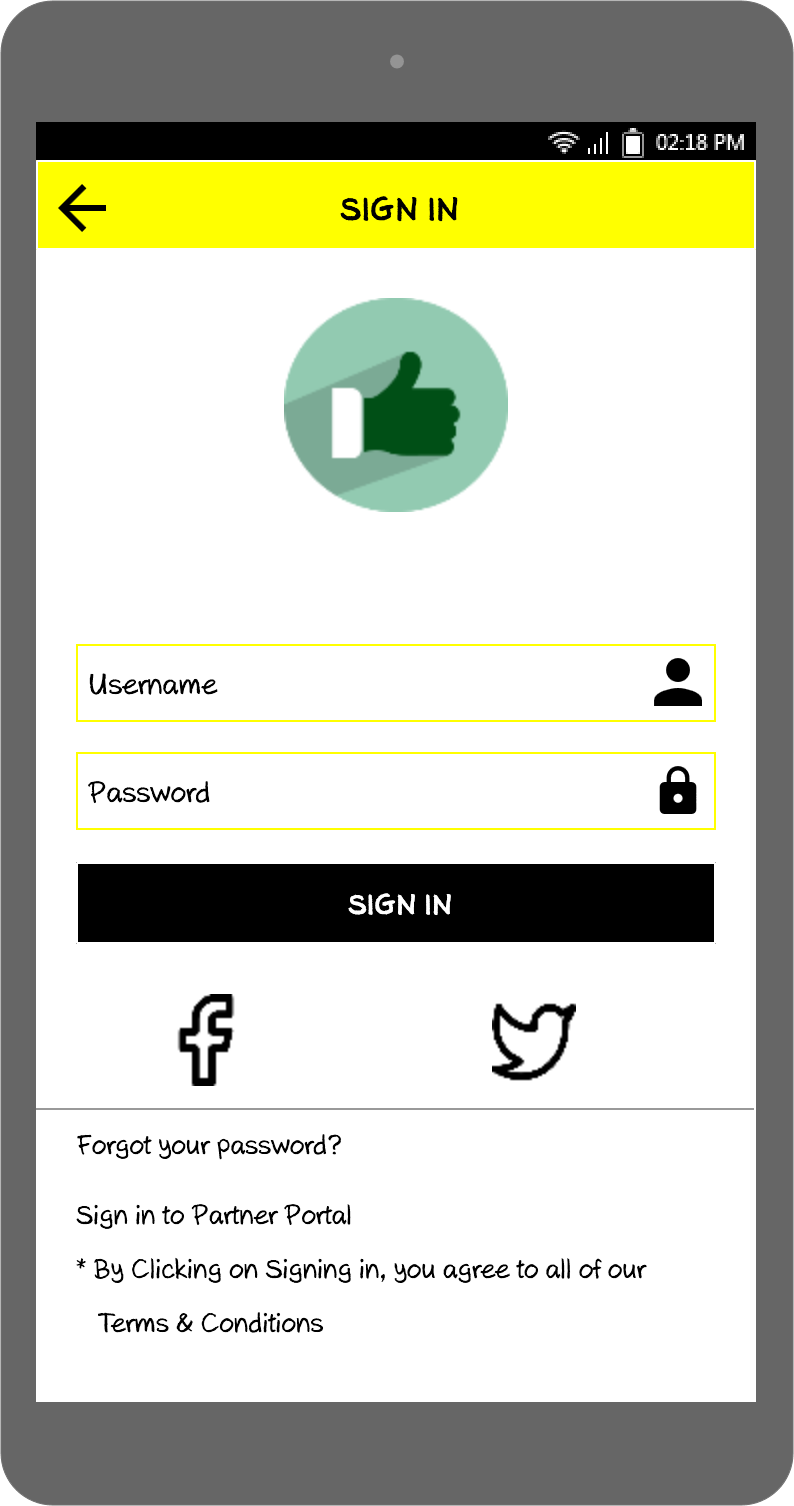 02:18 PM
SIGN IN
Username
Password
SIGN IN
Forgot your password?
Sign in to Partner Portal
* By Clicking on Signing in, you agree to all of our
Terms & Conditions